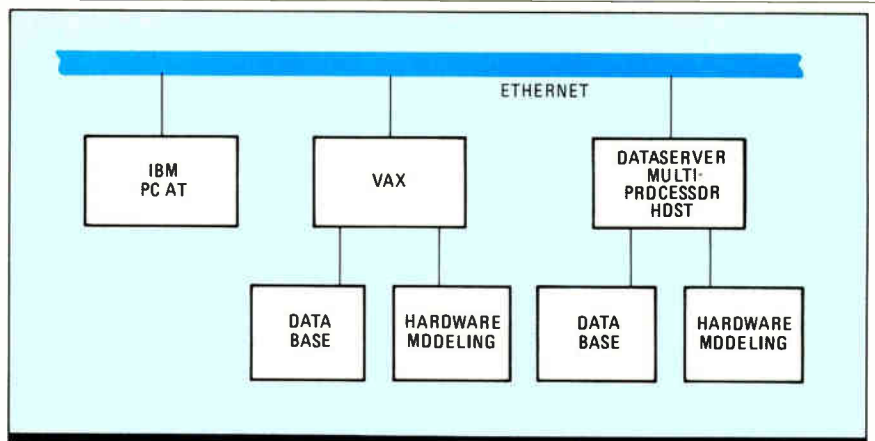 ETHERNET
IBM
PC AT
VAX
DATASERVER
MULTI-
PROCESSOR
HOST
DATA
BASE
HARDWARE
MODELING
DATA
BASE
HARDWARE
MODELING